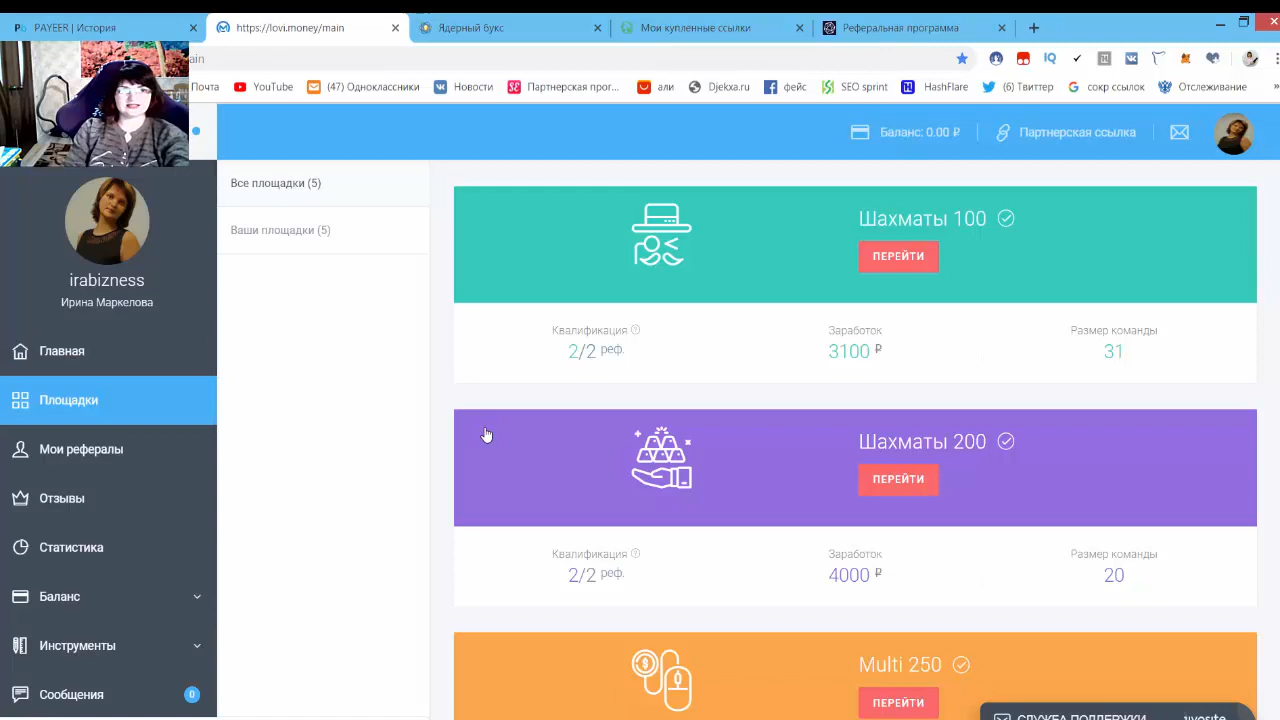 PAYEER | История
https://lovi.money/main
Ядерный букс
Мои купленные ссылки
Реферальная программа
ain
Почта
YouTube
(47) Одноклассники
Новости
Партнерская прог...
али
Djekxa.ru
фейс
SEO sprint
HashFlare
(6) Твиттер
сокр ссылок
Отслеживание
Баланс: 0.00 ₽
Партнерская ссылка
irabizness
Ирина Маркелова
Главная
Площадки
Мои рефералы
Отзывы
Статистика
Баланс
Инструменты
Сообщения
0
Все площадки (5)
Ваши площадки (5)
Шахматы 100
ПЕРЕЙТИ
Квалификация
Заработок
Размер команды
2/2 реф.
3100 ₽
31
Шахматы 200
ПЕРЕЙТИ
Квалификация
Заработок
Размер команды
2/2 реф.
4000 ₽
20
Multi 250
ПЕРЕЙТИ
СЛУЖБА ПОДДЕРЖКИ
jivosite